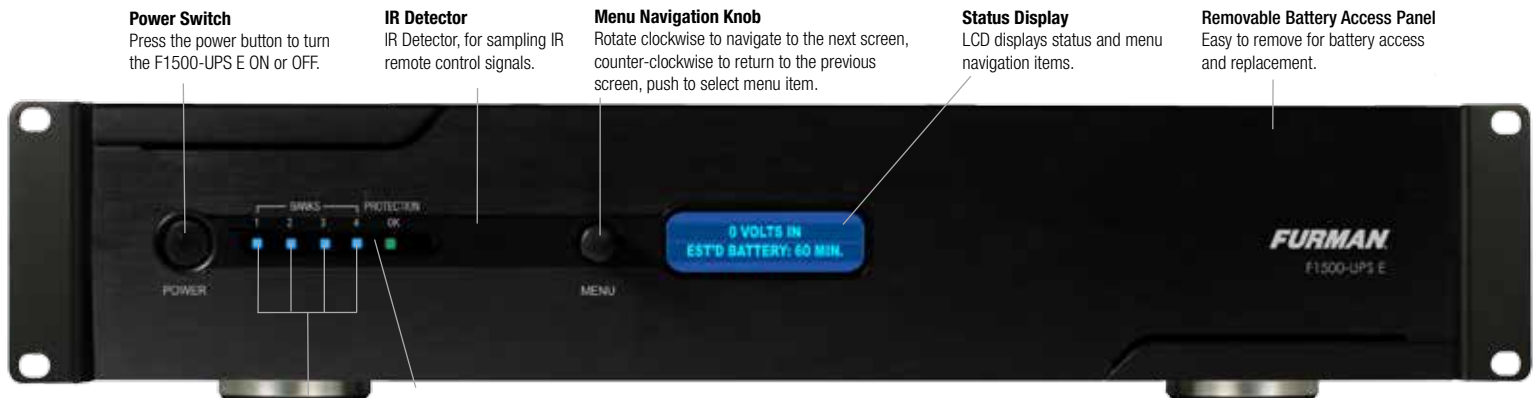 Power Switch
Press the power button to turn
the F1500-UPS E ON or OFF.
IR Detector
IR Detector, for sampling IR
remote control signals.
Menu Navigation Knob
Rotate clockwise to navigate to the next screen,
counter-clockwise to return to the previous
screen, push to select menu item.
Status Display
LCD displays status and menu
navigation items.
Removable Battery Access Panel
Easy to remove for battery access
and replacement.
BANKS PROTECTION
1 2 3 4 OK
POWER
MENU
0 VOLTS IN
EST'D BATTERY: 60 MIN.
FURMAN
F1500-UPS E